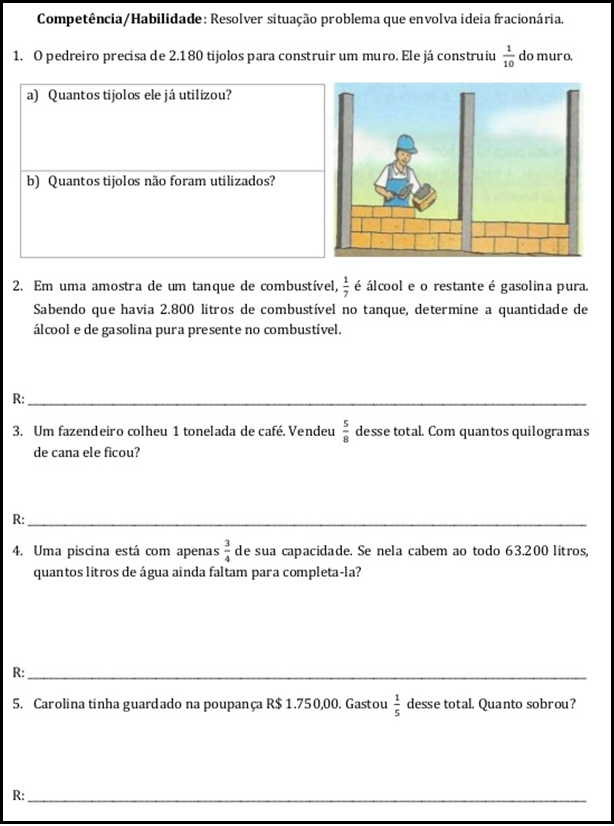 Competência/Habilidade: Resolver situação problema que envolva ideia fracionária.
1. O pedreiro precisa de 2.180 tijolos para construir um muro. Ele já construiu 1/10 do muro.
a) Quantos tijolos ele já utilizou?
b) Quantos tijolos não foram utilizados?
2. Em uma amostra de um tanque de combustível, 1/7 é álcool e o restante é gasolina pura.
Sabendo que havia 2.800 litros de combustível no tanque, determine a quantidade de
álcool e de gasolina pura presente no combustível.
R:
3. Um fazendeiro colheu 1 tonelada de café. Vendeu 5/8 desse total. Com quantos quilogramas
de cana ele ficou?
R:
4. Uma piscina está com apenas 3/4 de sua capacidade. Se nela cabem ao todo 63.200 litros,
quantos litros de água ainda faltam para completa-la?
R:
5. Carolina tinha guardado na poupança R$ 1.750,00. Gastou 1/5 desse total. Quanto sobrou?
R: